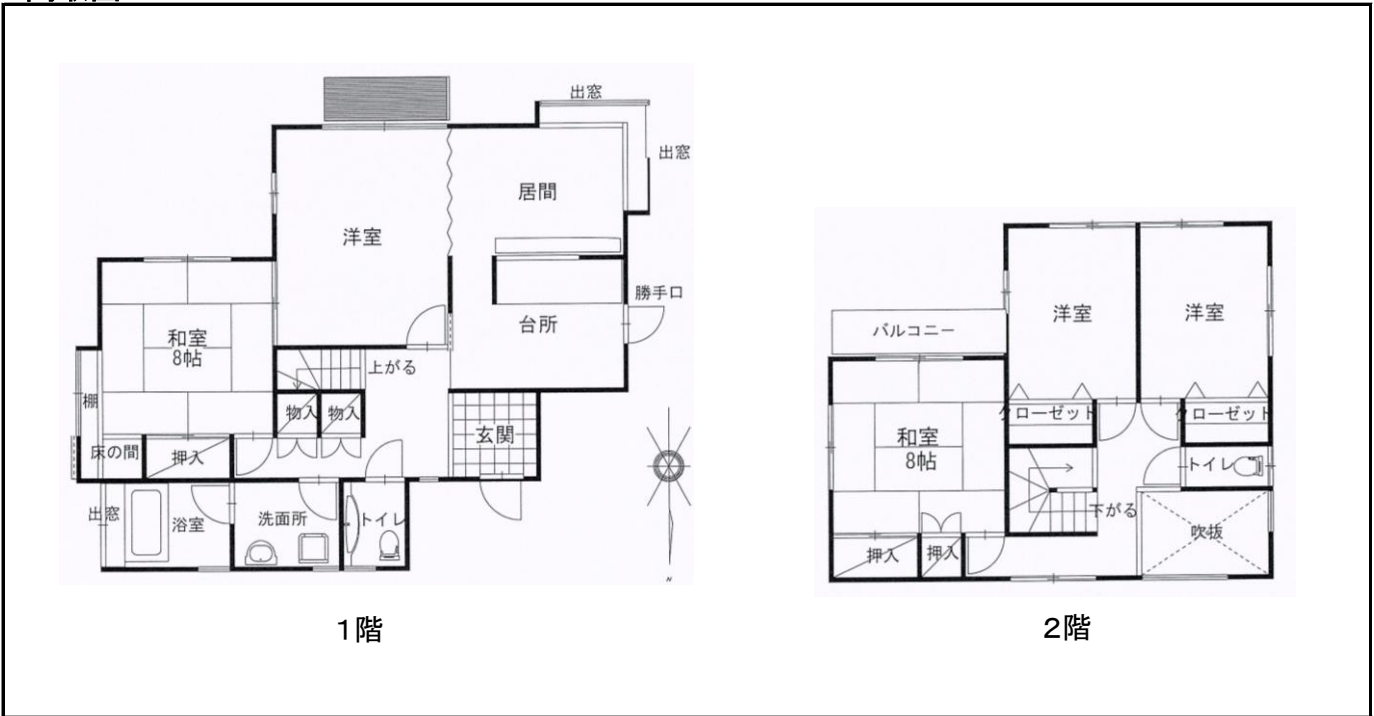 出窓
出窓
居間
洋室
勝手口
台所
和室
8帖
上がる
棚
物入
物入
玄関
床の間
押入
出窓
浴室
洗面所
トイレ
N
1階
洋室
洋室
バルコニー
クローゼット
クローゼット
和室
8帖
トイレ
下がる
吹抜
押入
押入
2階